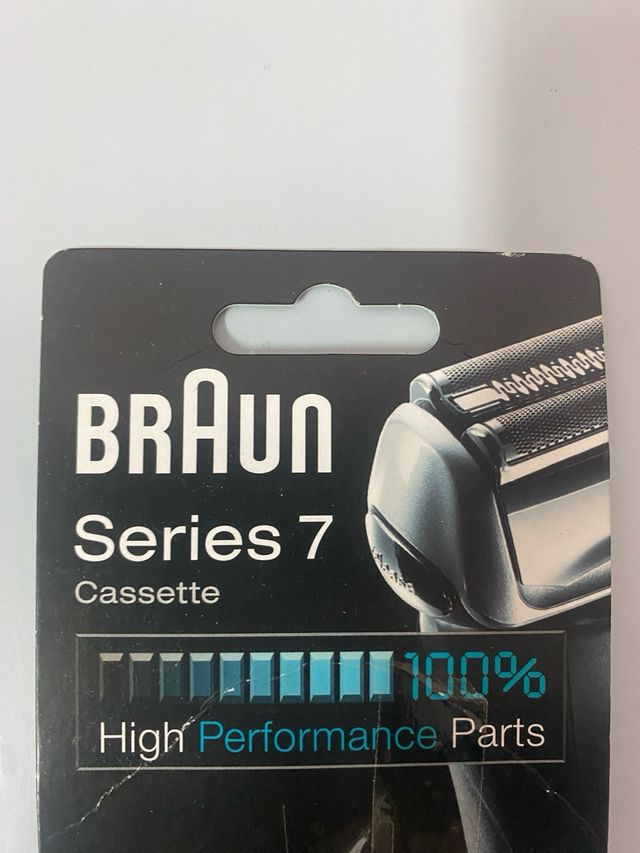 BRAUN
Series 7
Cassette
100%
High Performance Parts